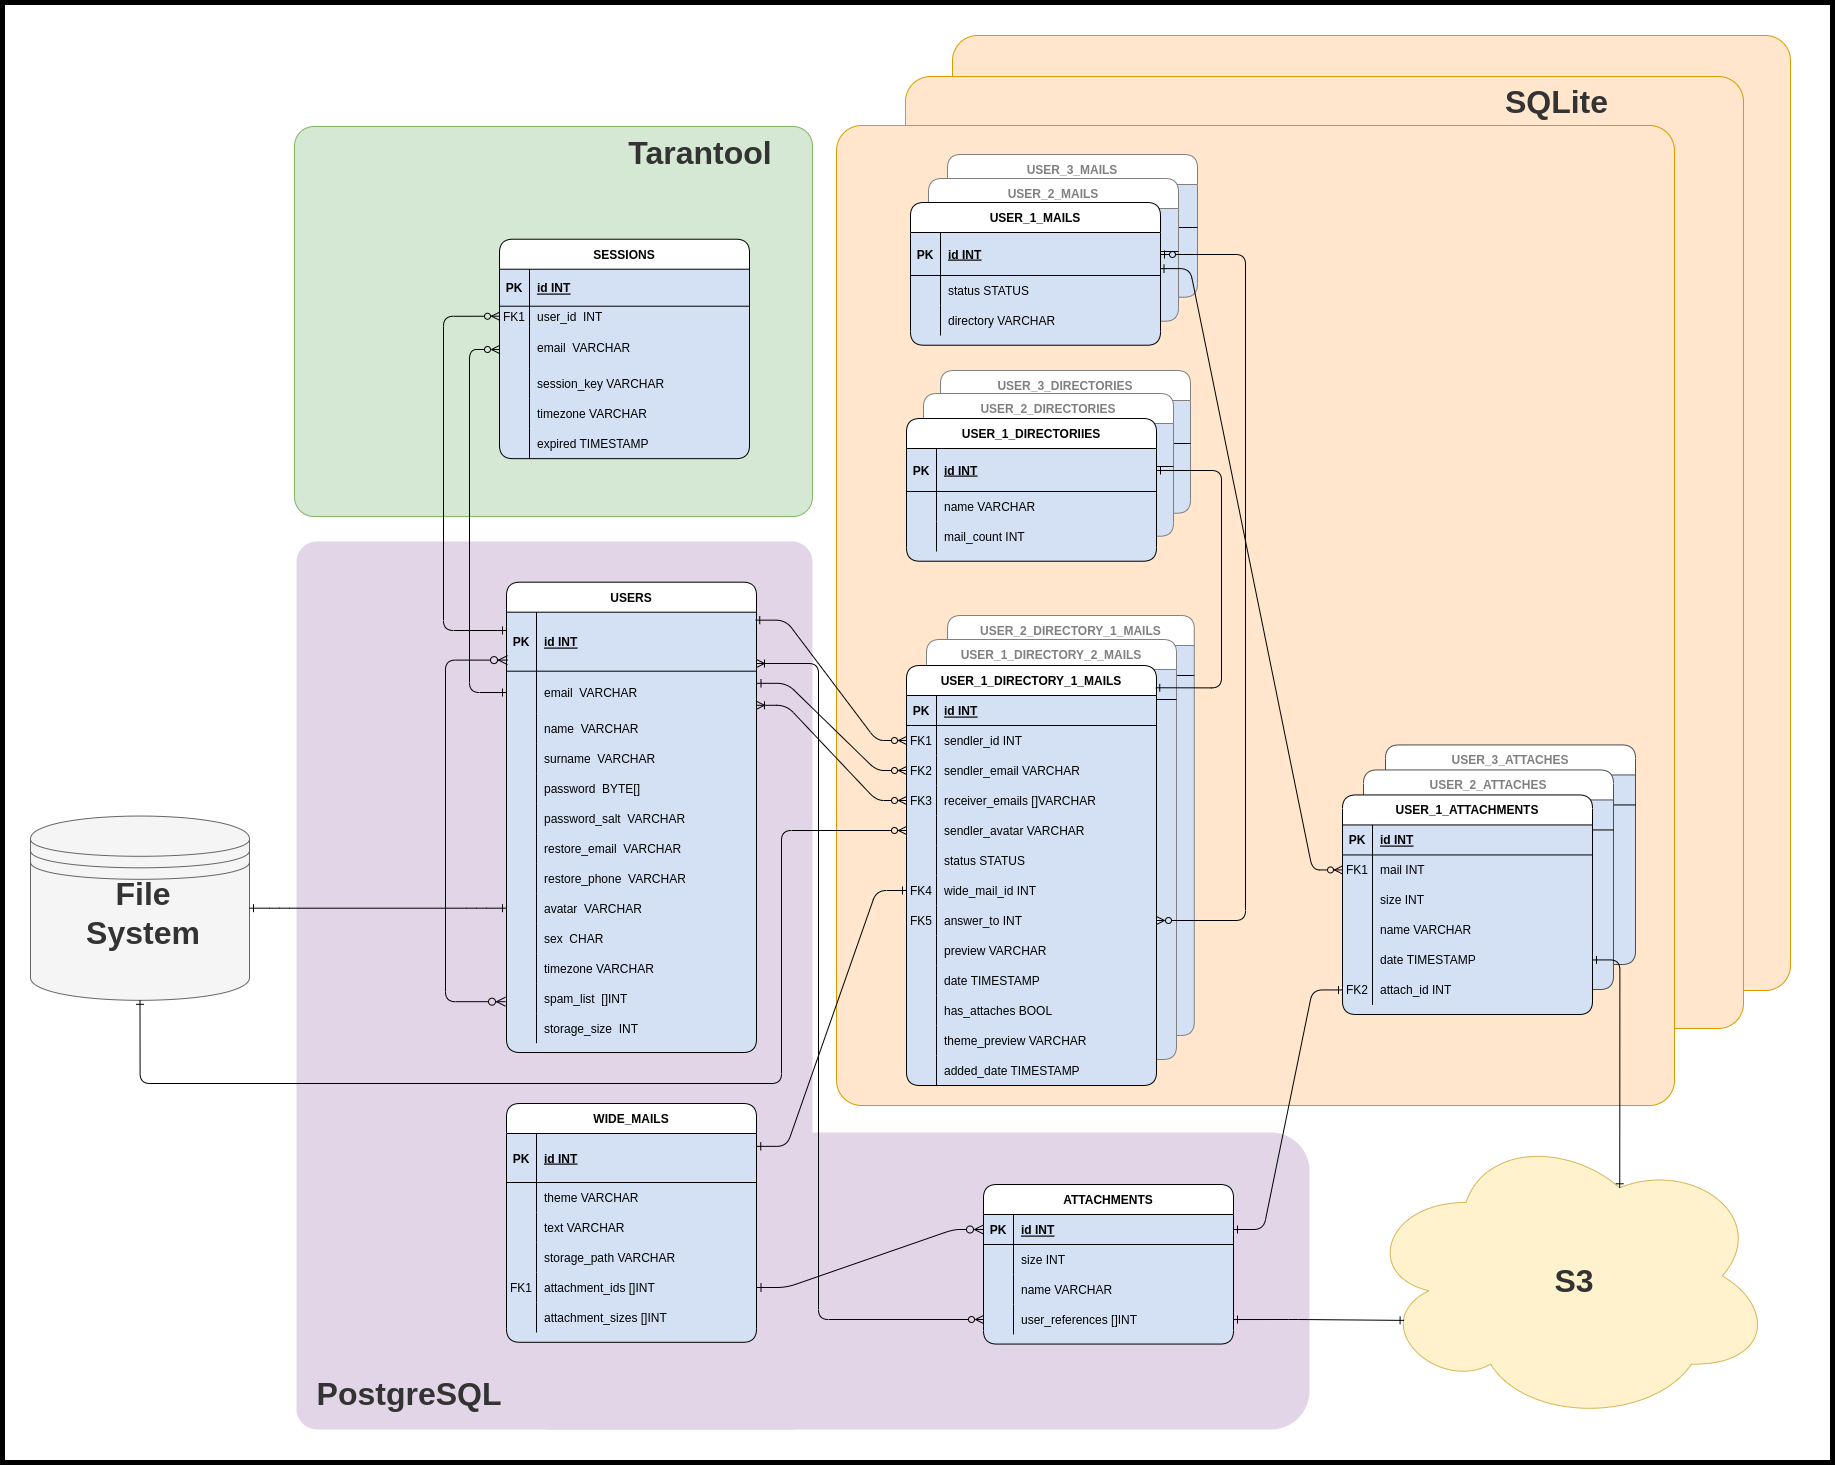 SQLite
Tarantool
SESSIONS
PK id INT
FK1 user_id INT
email VARCHAR
session_key VARCHAR
timezone VARCHAR
expired TIMESTAMP
USER_3_MAILS
USER_2_MAILS
USER_1_MAILS
PK id INT
status STATUS
directory VARCHAR
USER_3_DIRECTORIES
USER_2_DIRECTORIES
USER_1_DIRECTORIIES
PK id INT
name VARCHAR
mail_count INT
USERS
PK id INT
email VARCHAR
name VARCHAR
surname VARCHAR
password BYTE[]
password_salt VARCHAR
restore_email VARCHAR
restore_phone VARCHAR
avatar VARCHAR
sex CHAR
timezone VARCHAR
spam_list []INT
storage_size INT
USER_2_DIRECTORY_1_MAILS
USER_1_DIRECTORY_2_MAILS
USER_1_DIRECTORY_1_MAILS
PK id INT
FK1 sendler_id INT
FK2 sendler_email VARCHAR
FK3 receiver_emails []VARCHAR
sendler_avatar VARCHAR
status STATUS
FK4 wide_mail_id INT
FK5 answer_to INT
preview VARCHAR
date TIMESTAMP
has_attaches BOOL
theme_preview VARCHAR
added_date TIMESTAMP
USER_3_ATTACHES
USER_2_ATTACHES
USER_1_ATTACHMENTS
PK id INT
FK1 mail INT
size INT
name VARCHAR
date TIMESTAMP
FK2 attach_id INT
File
System
WIDE_MAILS
PK id INT
theme VARCHAR
text VARCHAR
storage_path VARCHAR
FK1 attachment_ids []INT
attachment_sizes []INT
ATTACHMENTS
PK id INT
size INT
name VARCHAR
user_references []INT
S3
PostgreSQL